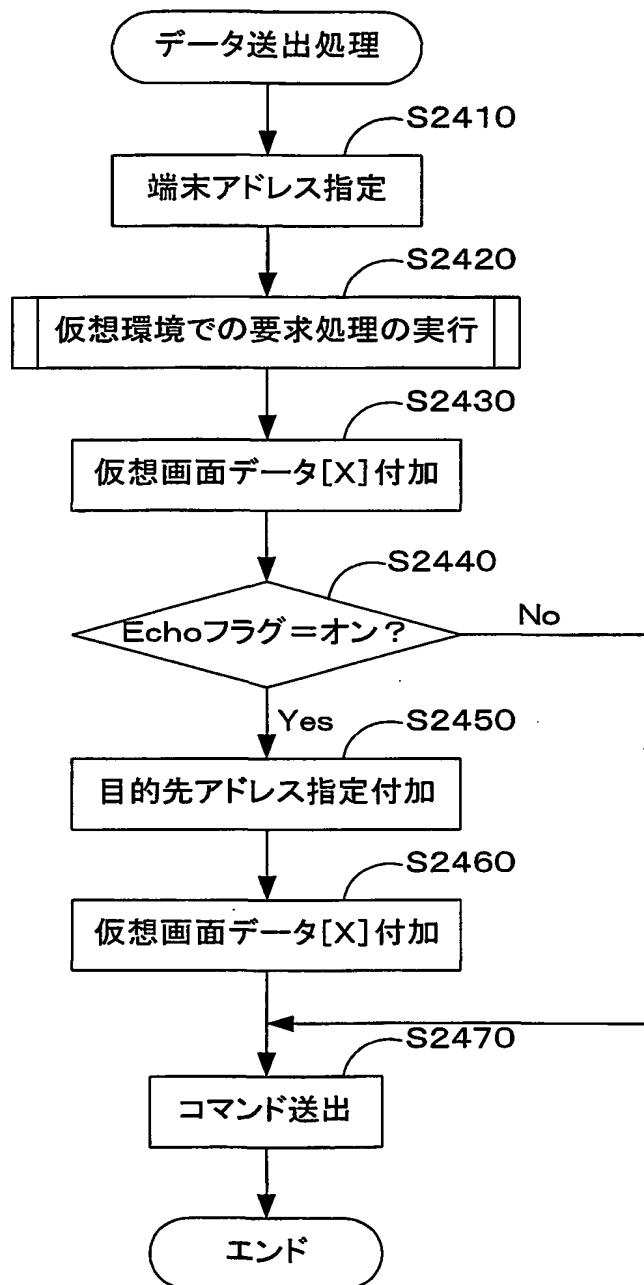 データ送出処理
S2410
端末アドレス指定
S2420
仮想環境での要求処理の実行
S2430
仮想画面データ[X]付加
S2440
Echoフラグ＝オン？
No
Yes
S2450
目的先アドレス指定付加
S2460
仮想画面データ[X]付加
S2470
コマンド送出
エンド